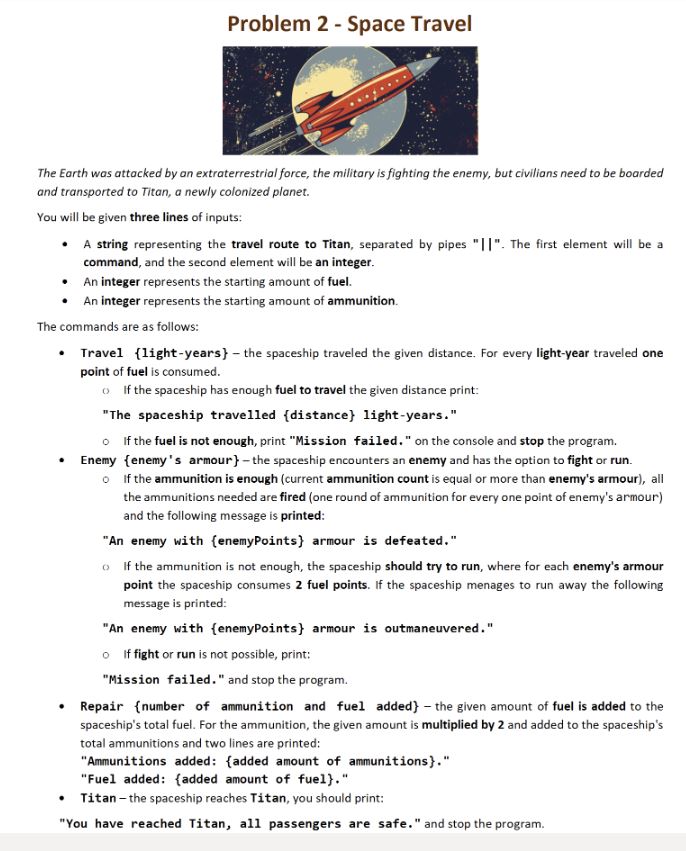 Problem 2 - Space Travel
The Earth was attacked by an extraterrestrial force, the military is fighting the enemy, but civilians need to be boarded
and transported to Titan, a newly colonized planet.
You will be given three lines of inputs:
• A string representing the travel route to Titan, separated by pipes "||". The first element will be a
command, and the second element will be an integer.
• An integer represents the starting amount of fuel.
• An integer represents the starting amount of ammunition.
The commands are as follows:
• Travel {light-years} – the spaceship traveled the given distance. For every light-year traveled one
point of fuel is consumed.
o If the spaceship has enough fuel to travel the given distance print:
"The spaceship travelled {distance} light-years."
o If the fuel is not enough, print "Mission failed." on the console and stop the program.
• Enemy {enemy's armour} – the spaceship encounters an enemy and has the option to fight or run.
o If the ammunition is enough (current ammunition count is equal or more than enemy's armour), all
the ammunitions needed are fired (one round of ammunition for every one point of enemy's armour)
and the following message is printed:
"An enemy with {enemyPoints} armour is defeated."
o If the ammunition is not enough, the spaceship should try to run, where for each enemy's armour
point the spaceship consumes 2 fuel points. If the spaceship menages to run away the following
message is printed:
"An enemy with {enemyPoints} armour is outmaneuvered."
o If fight or run is not possible, print:
"Mission failed." and stop the program.
• Repair {number of ammunition and fuel added} – the given amount of fuel is added to the
spaceship's total fuel. For the ammunition, the given amount is multiplied by 2 and added to the spaceship's
total ammunitions and two lines are printed:
"Ammunitions added: {added amount of ammunitions}."
"Fuel added: {added amount of fuel}."
• Titan – the spaceship reaches Titan, you should print:
"You have reached Titan, all passengers are safe." and stop the program.